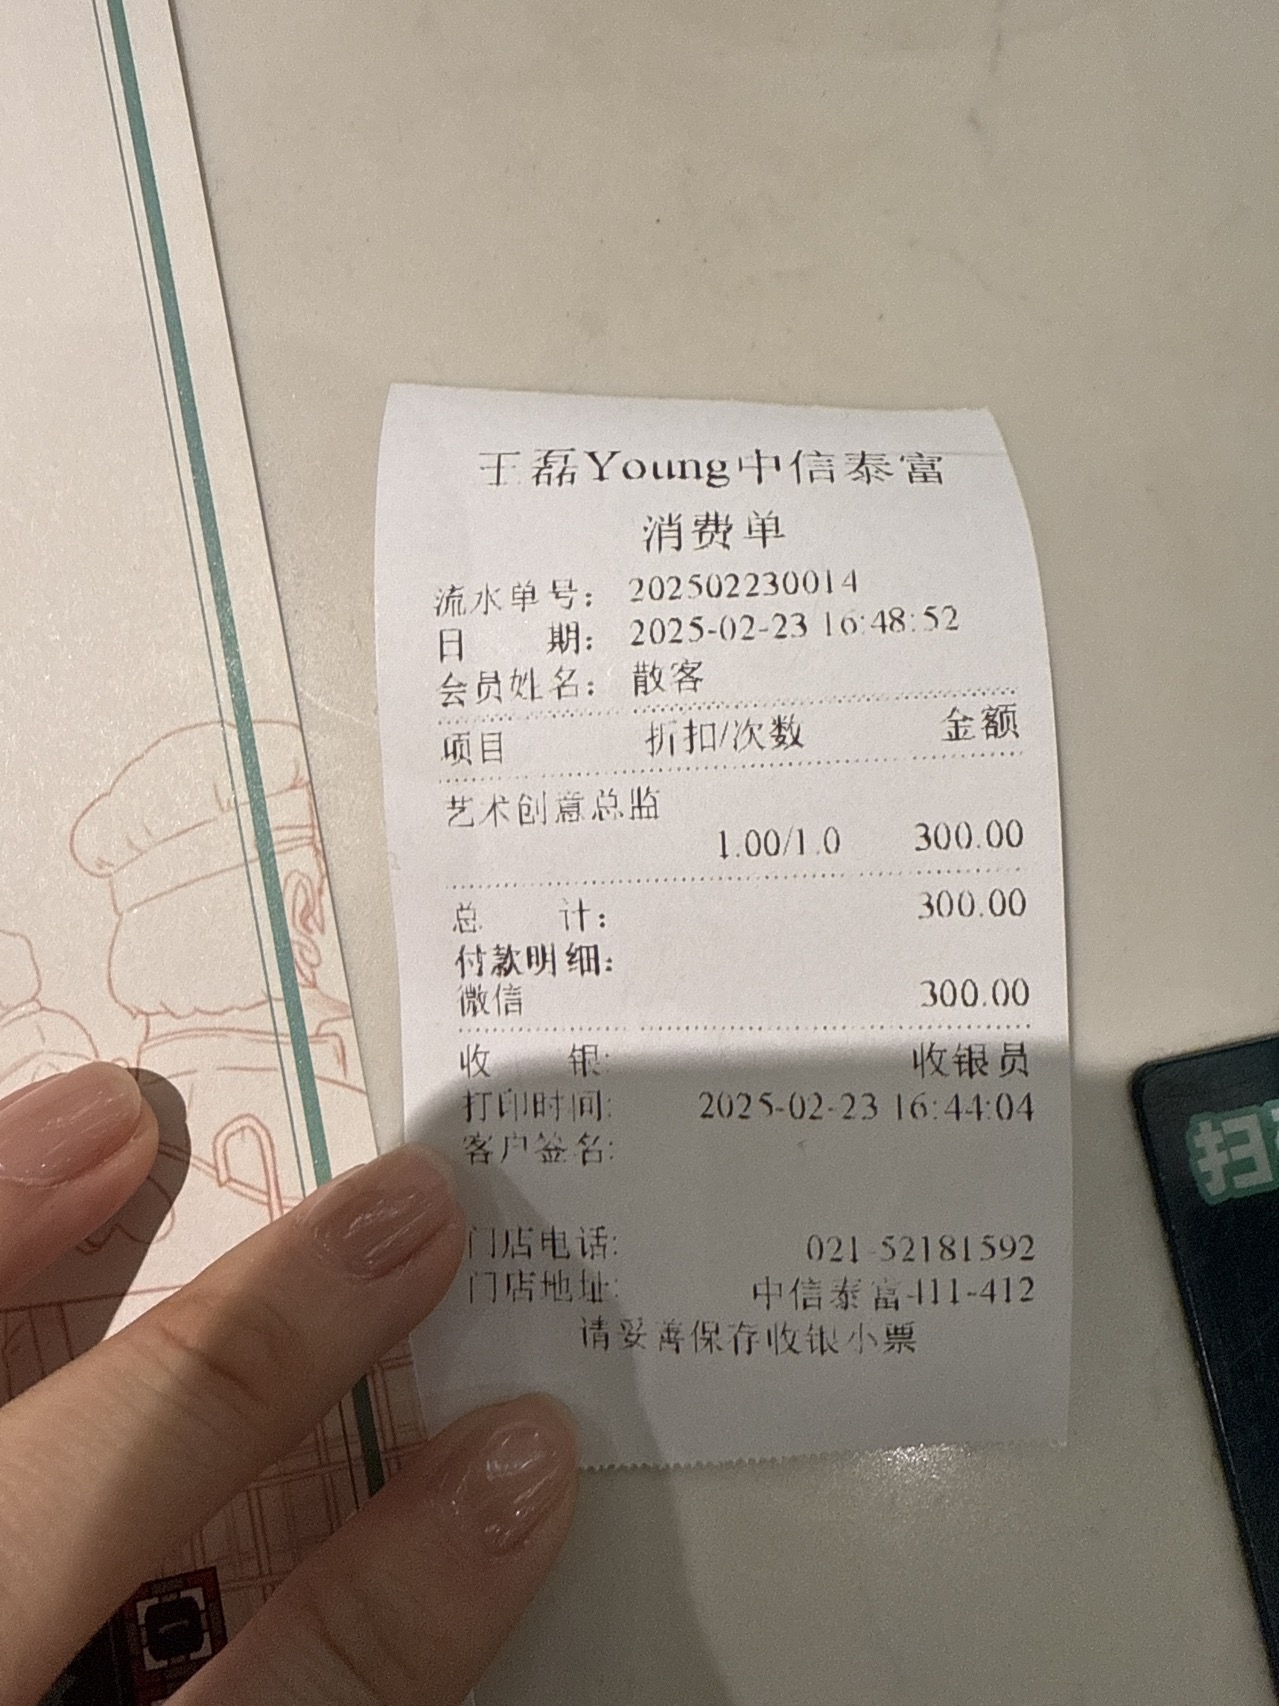 王磊Young中信泰富
消费单
流水单号： 202502230014
日 期： 2025-02-23 16:48:52
会员姓名： 散客
项目 折扣/次数 金额
艺术创意总监
1.00/1.0 300.00
总 计： 300.00
付款明细：
微信 300.00
收 银: 收银员
打印时间: 2025-02-23 16:44:04
客户签名:
门店电话: 021-52181592
门店地址: 中信泰富411-412
请妥善保存收银小票
扫